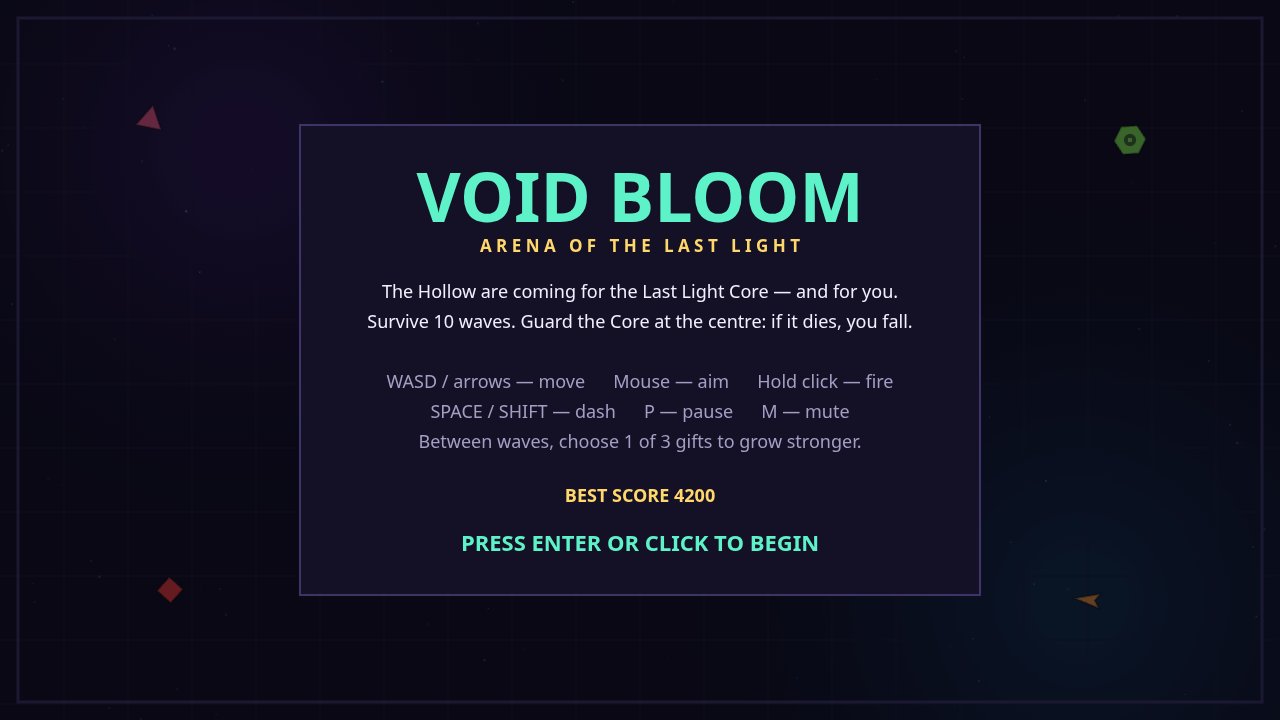 VOID BLOOM
ARENA OF THE LAST LIGHT
The Hollow are coming for the Last Light Core — and for you.
Survive 10 waves. Guard the Core at the centre: if it dies, you fall.
WASD / arrows — move Mouse — aim Hold click — fire
SPACE / SHIFT — dash P — pause M — mute
Between waves, choose 1 of 3 gifts to grow stronger.
BEST SCORE 4200
PRESS ENTER OR CLICK TO BEGIN